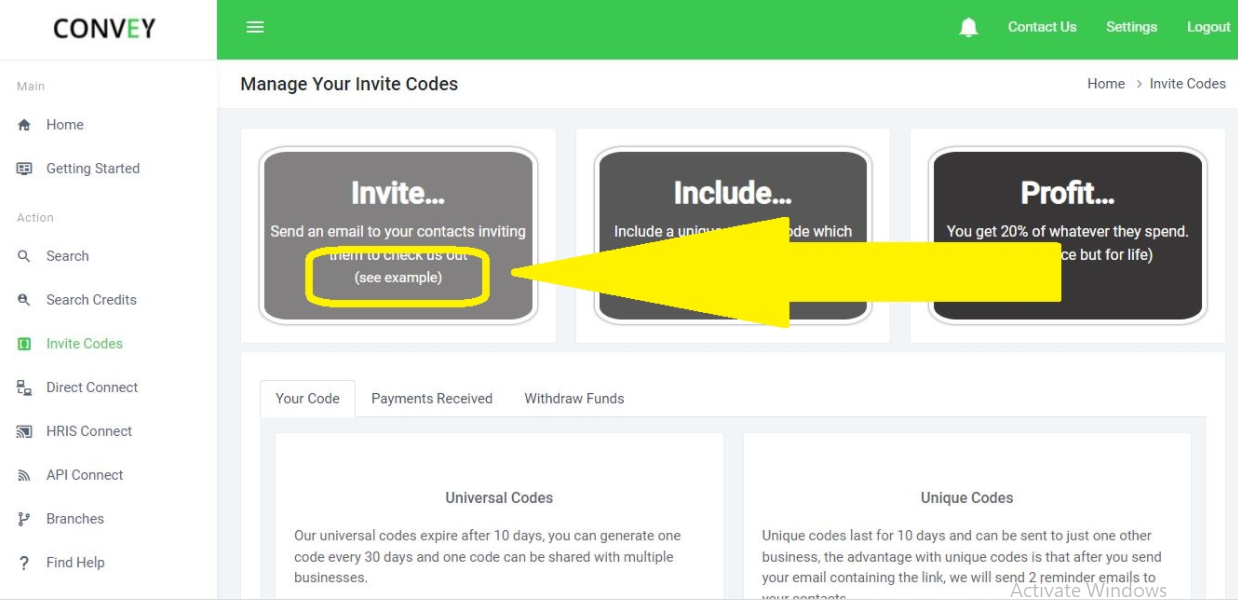 CONVEY
Contact Us
Settings
Logout
Main
Home
Getting Started
Action
Search
Search Credits
Invite Codes
Direct Connect
HRIS Connect
API Connect
Branches
Find Help
Manage Your Invite Codes
Home > Invite Codes
Invite...
Send an email to your contacts inviting
them to check us out
(see example)
Include...
Include a which
Profit...
You get 20% of whatever they spend.
but for life)
Your Code
Payments Received
Withdraw Funds
Universal Codes
Our universal codes expire after 10 days, you can generate one
code every 30 days and one code can be shared with multiple
businesses.
Unique Codes
Unique codes last for 10 days and can be sent to just one other
business, the advantage with unique codes is that after you send
your email containing the link, we will send 2 reminder emails to
your contacts
Activate Windows